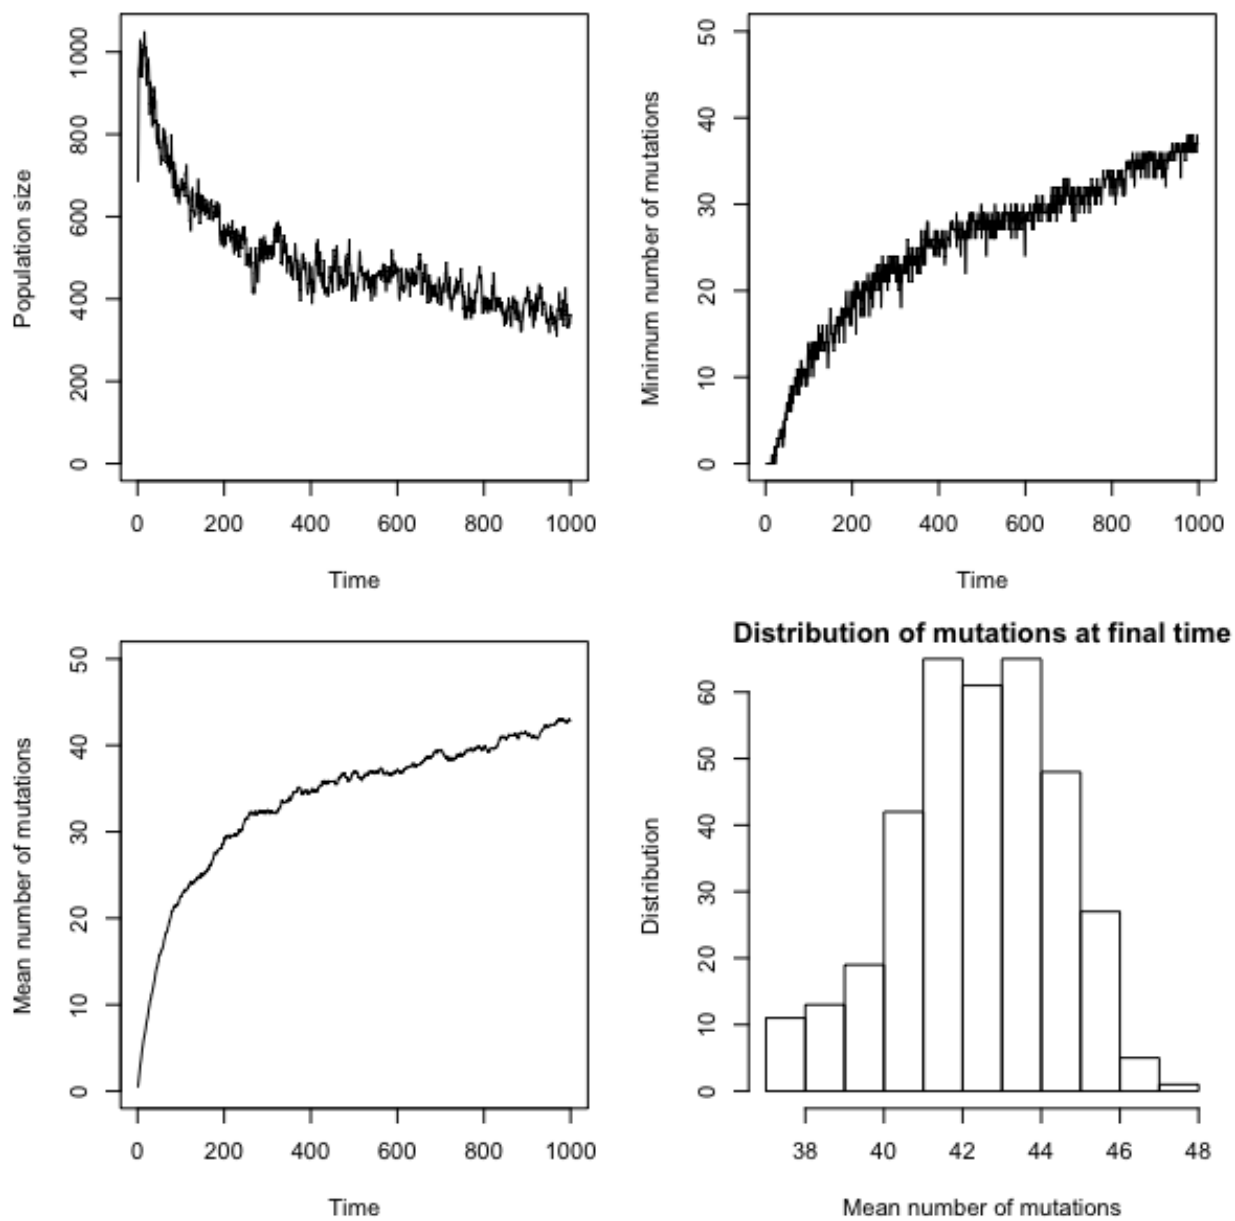 Population size
1000
800
600
400
200
0
0 200 400 600 800 1000
Time
Minimum number of mutations
50
40
30
20
10
0
0 200 400 600 800 1000
Time
Mean number of mutations
50
40
30
20
10
0
0 200 400 600 800 1000
Time
Distribution of mutations at final time
Distribution
60
50
40
30
20
10
0
38 40 42 44 46 48
Mean number of mutations